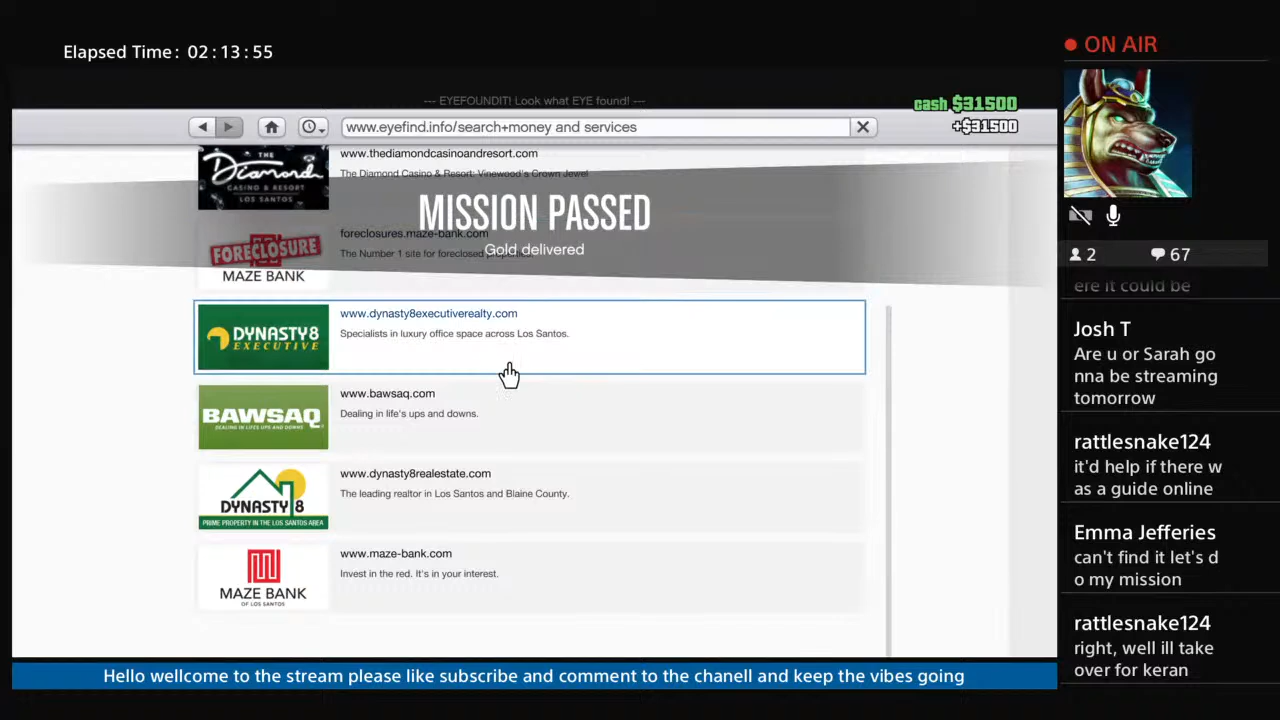 Elapsed Time: 02:13:55
ON AIR
--- EYEFOUNDIT! Look what EYE found! ---
cash $31500
+$31500
www.eyefind.info/search+money and services
THE
Diamond
CASINO & RESORT
LOS SANTOS
www.thediamondcasinoandresort.com
The Diamond Casino & Resort: Vinewood's Crown Jewel
MISSION PASSED
Gold delivered
FORECLOSURE
MAZE BANK
foreclosures.maze-bank.com
The Number 1 site for foreclosed properties.
DYNASTY8
EXECUTIVE
www.dynasty8executiverealty.com
Specialists in luxury office space across Los Santos.
BAWSAQ
DEALING IN LIFE'S UPS AND DOWNS
www.bawsaq.com
Dealing in life's ups and downs.
DYNASTY 8
PRIME PROPERTY IN THE LOS SANTOS AREA
www.dynasty8realestate.com
The leading realtor in Los Santos and Blaine County.
MAZE BANK
OF LOS SANTOS
www.maze-bank.com
Invest in the red. It's in your interest.
2
67
ere it could be
Josh T
Are u or Sarah go
nna be streaming
tomorrow
rattlesnake124
it'd help if there w
as a guide online
Emma Jefferies
can't find it let's d
o my mission
rattlesnake124
right, well ill take
over for keran
Hello wellcome to the stream please like subscribe and comment to the chanell and keep the vibes going